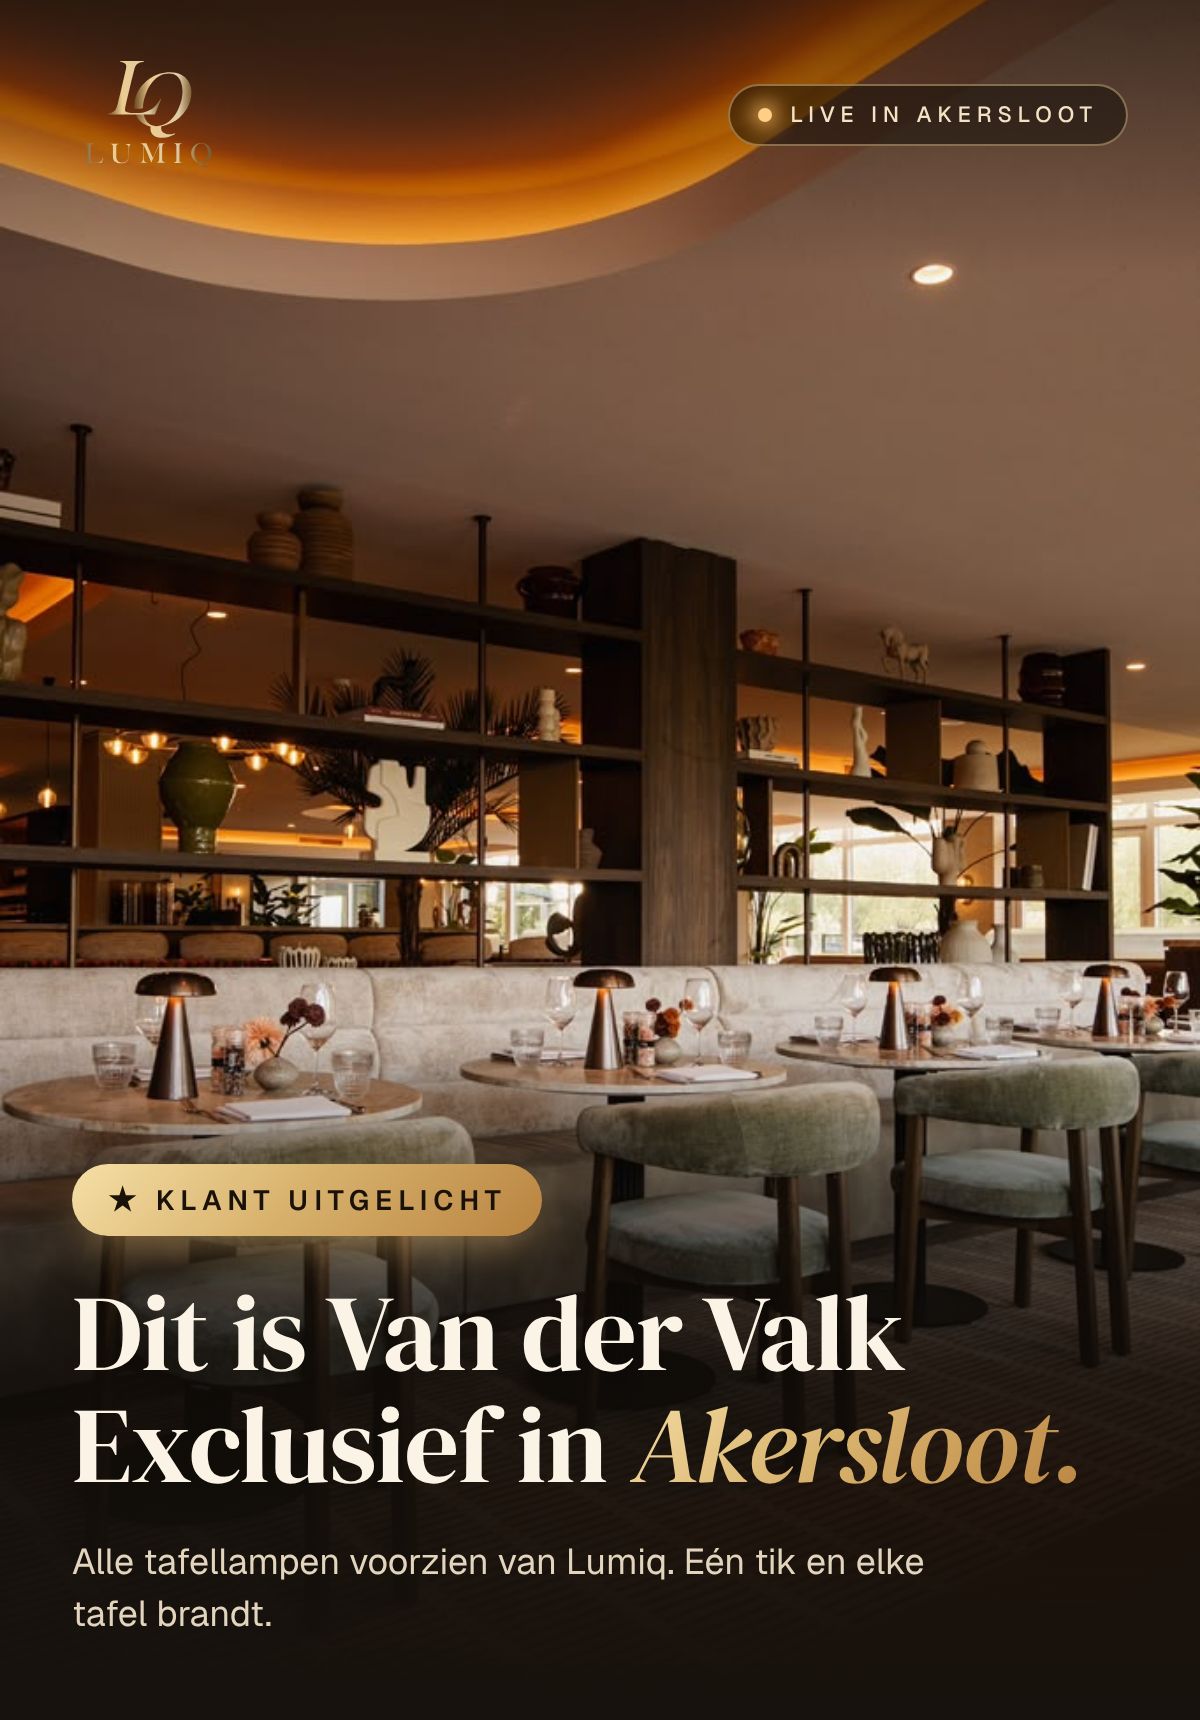 LQ
LUMIQ
LIVE IN AKERSLOOT
★ KLANT UITGELICHT
Dit is Van der Valk
Exclusief in Akersloot.
Alle tafellampen voorzien van Lumiq. Eén tik en elke
tafel brandt.